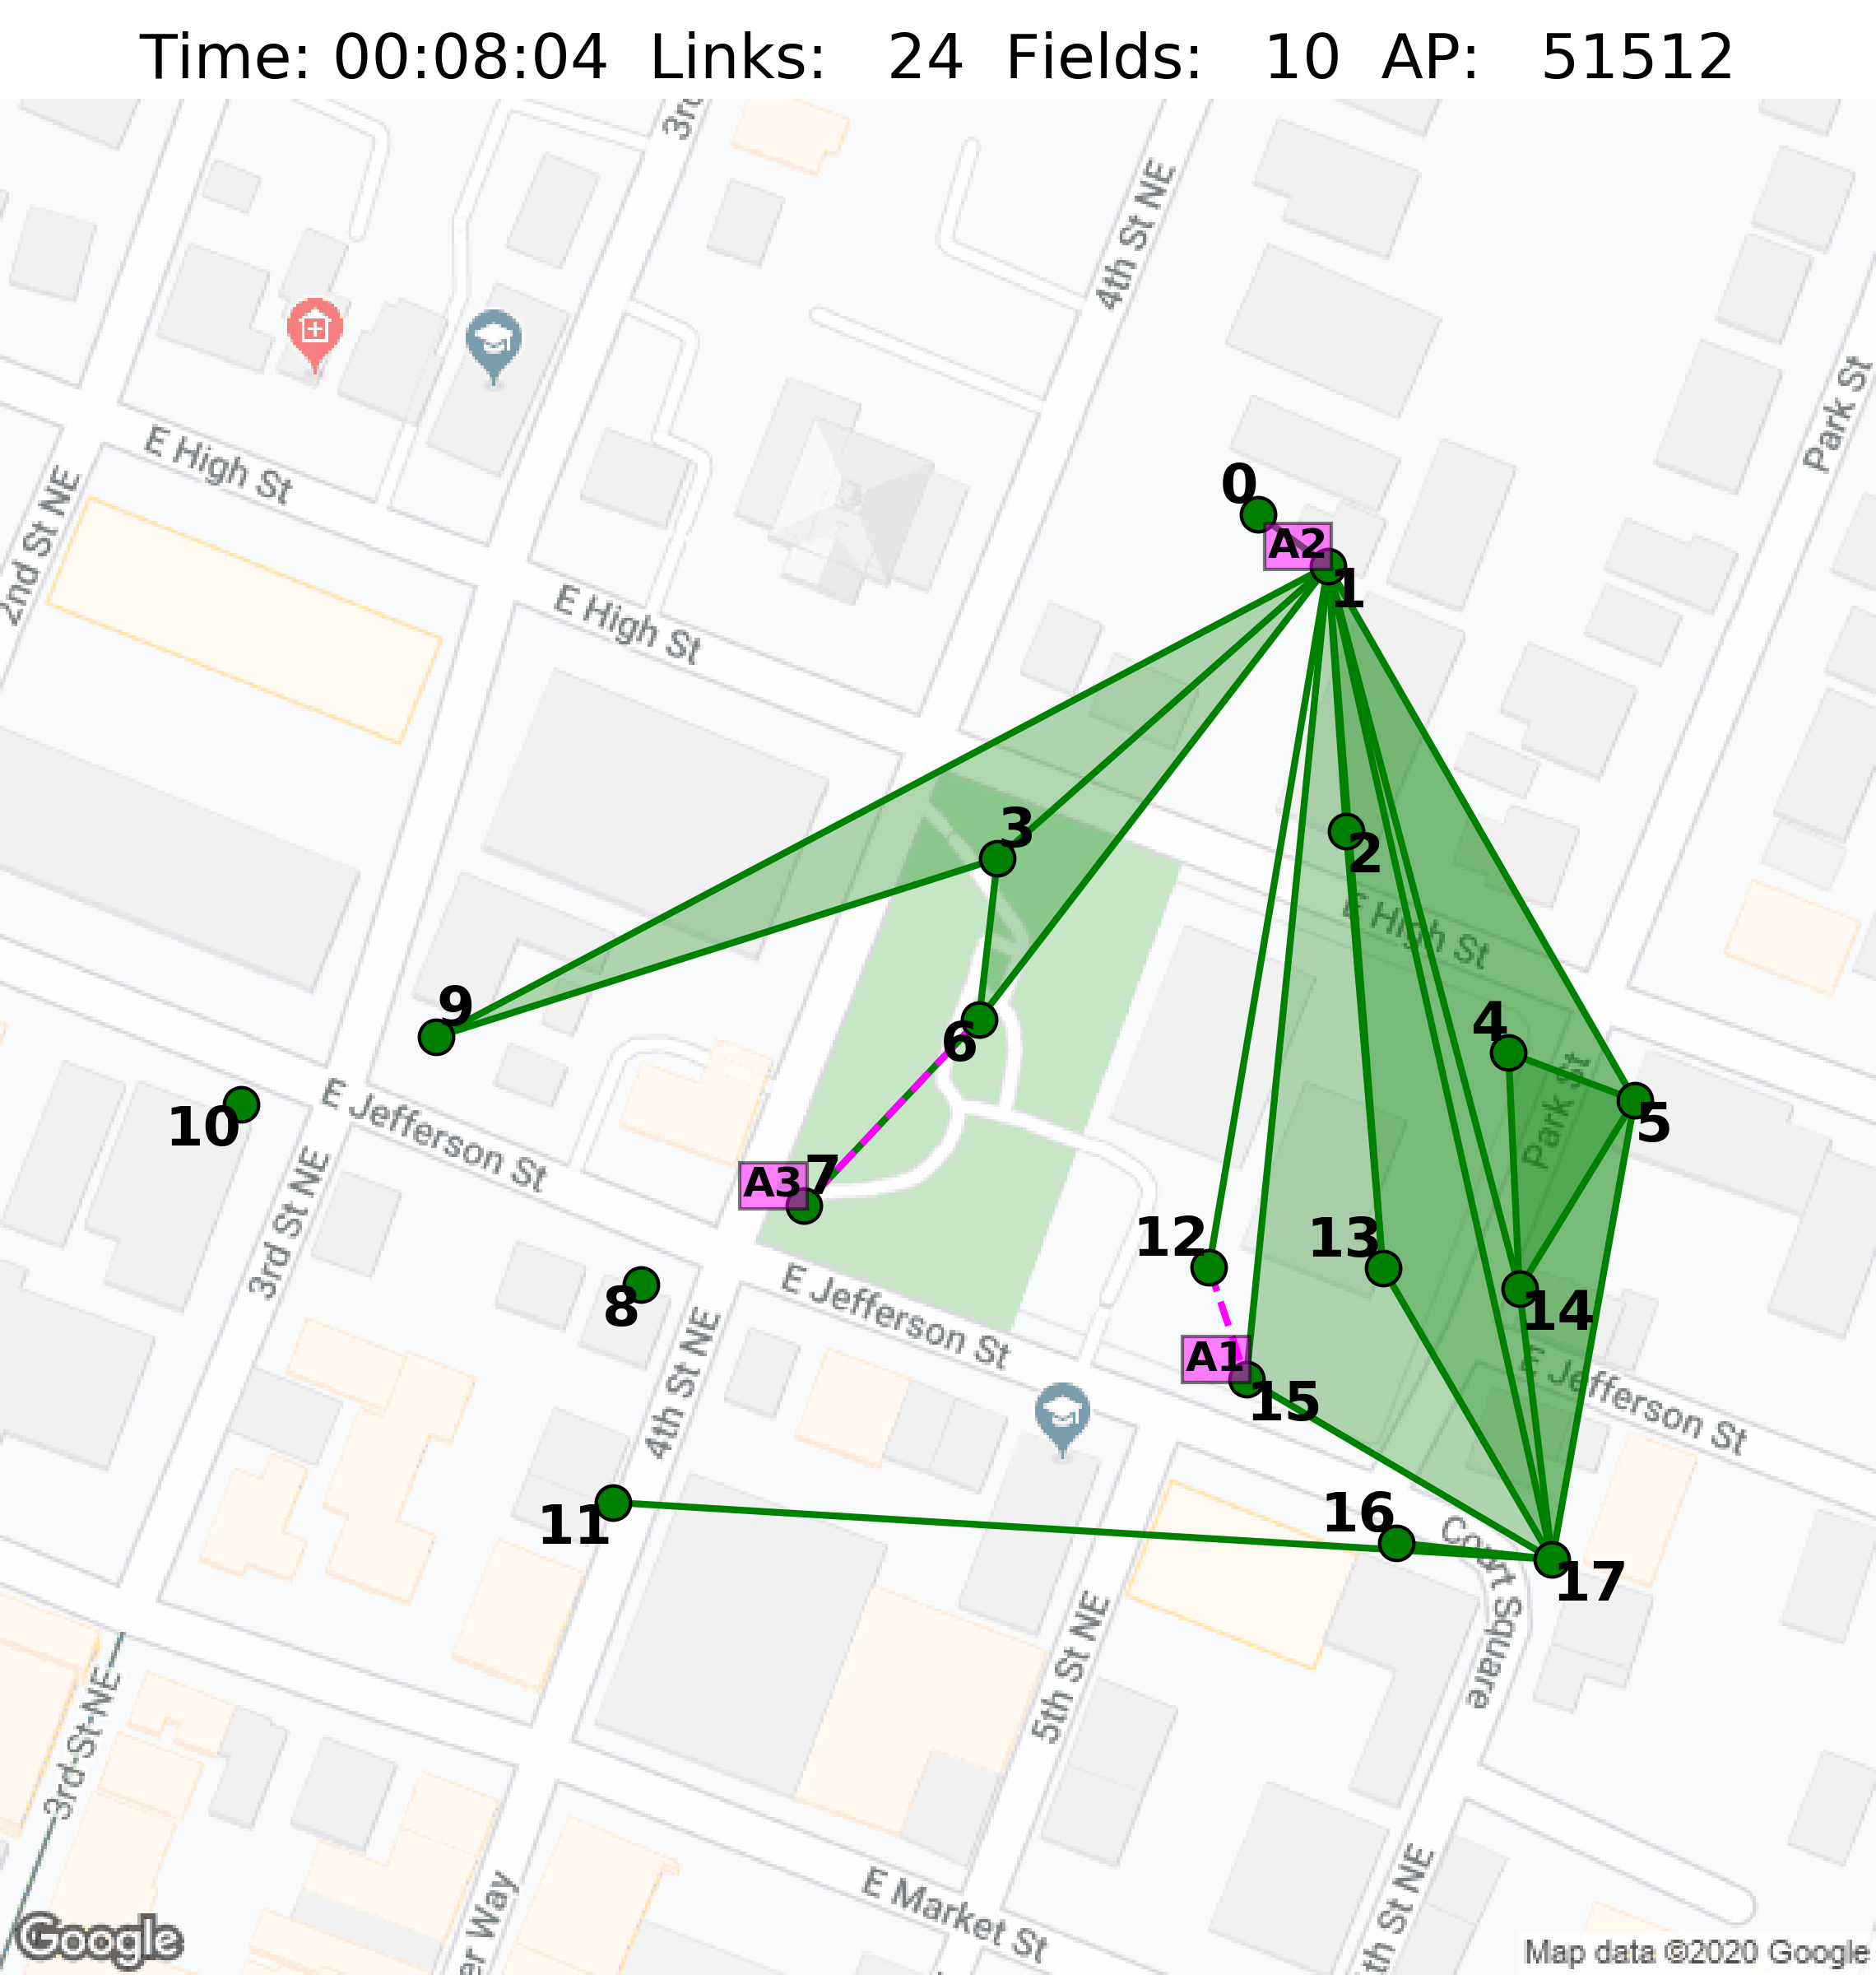 Time: 00:08:04 Links: 24 Fields: 10 AP: 51512
3rd
4th St NE
Park St
E High St
2nd St NE
0
A2
1
E High St
3
2
E High St
9
6
4
5
Park St
10
E Jefferson St
A3
7
12
13
3rd St NE
8
E Jefferson St
14
A1
15
E Jefferson St
4th St NE
11
16
17
Court Square
5th St NE
3rd St NE
E Market St
er Way
th St NE
Google
Map data ©2020 Google